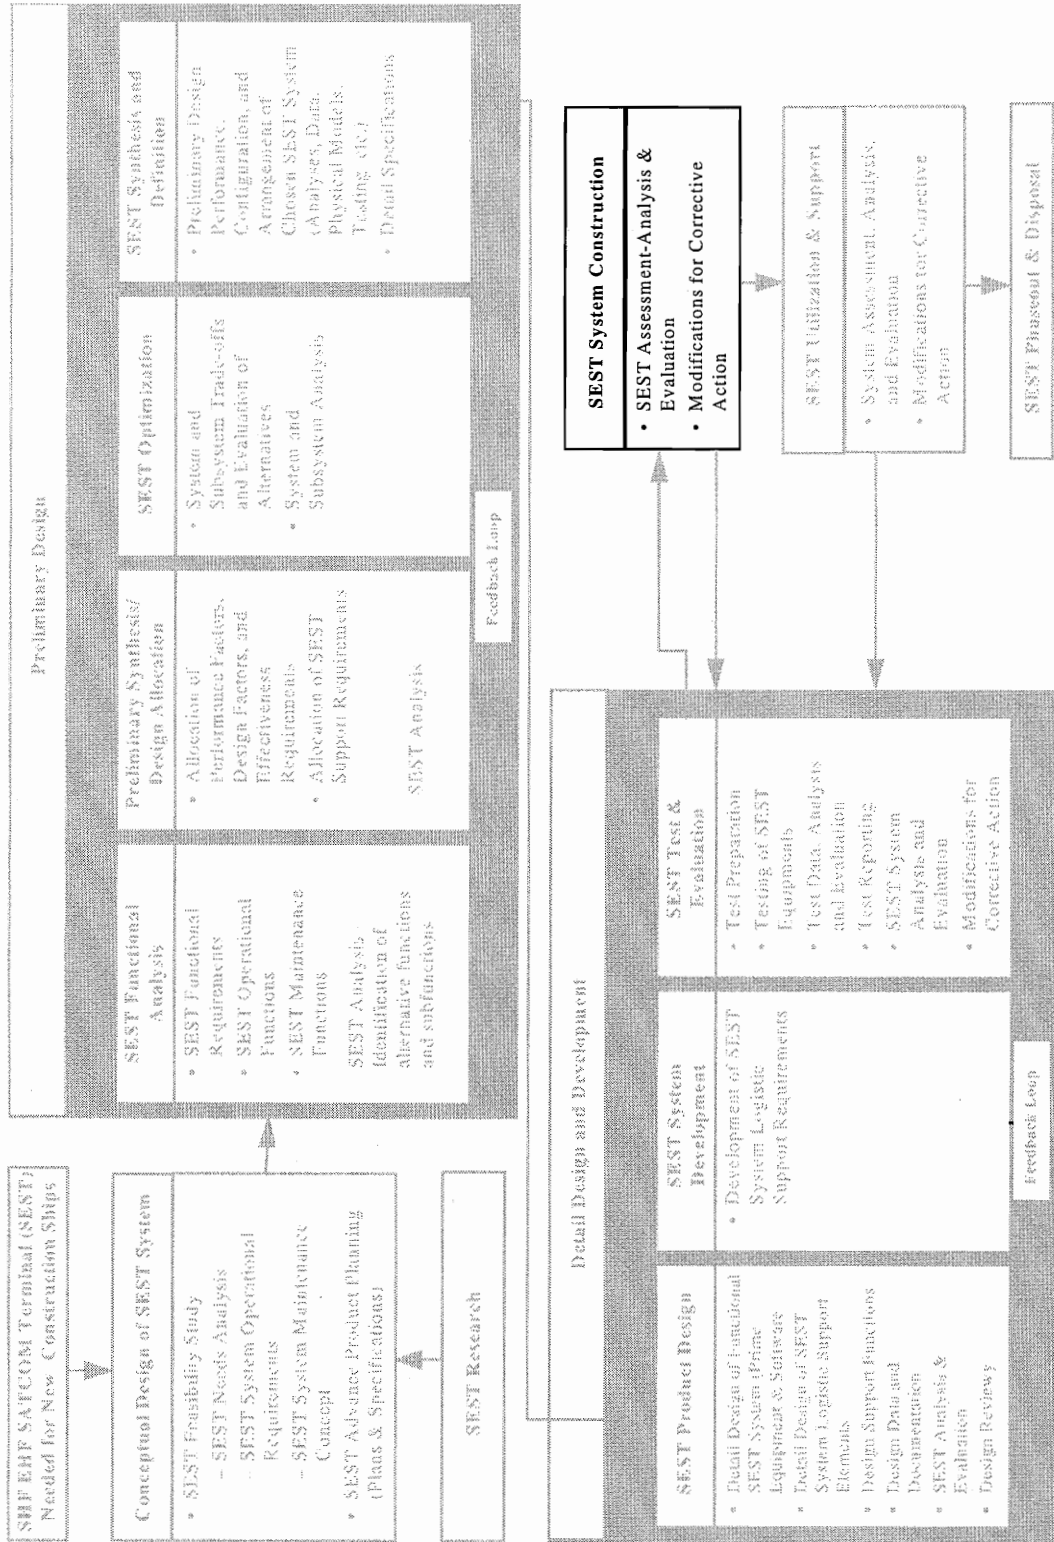 SHF/EHF SATCOM Terminal (SEST)
Needed for New Construction Ships
Conceptual Design of SEST System
• SEST Feasibility Study
– SEST Needs Analysis
– SEST System Operational
Requirements
– SEST System Maintenance
Concept
• SEST Advance Product Planning
(Plans & Specifications)
SEST Research
Preliminary Design
SEST Functional
Analysis
• SEST Functional
Requirements
• SEST Operational
Functions
• SEST Maintenance
Functions
SEST Analysis-
Identification of
alternative functions
and subfunctions
Preliminary Synthesis/
Design Allocation
• Allocation of
Performance Factors,
Design Factors, and
Effectiveness
Requirements
• Allocation of SEST
Support Requirements
SEST Analysis
SEST Optimization
• System and
Subsystem Trade-offs
and Evaluation of
Alternatives
• System and
Subsystem Analysis
SEST Synthesis and
Definition
• Preliminary Design
Performance,
Configuration, and
Arrangement of
Chosen SEST System
(Analyses, Data,
Physical Models,
Testing, etc.)
• Detail Specifications
Feedback Loop
Detail Design and Development
SEST Product Design
• Detail Design of Functional
SEST System (Prime
Equipment, Software
• Detail Design of SEST
System Logistic Support
Elements
• Design Support Functions
• Design Data and
Documentation
• SEST Analysis &
Evaluation
• Design Reviews
SEST System
Development
• Development of SEST
System Logistic
Support Requirements
SEST Test &
Evaluation
• Test Preparation
• Testing of SEST
Equipments
• Test Data, Analysis
and Evaluation
• Test Reporting
• SEST System
Analysis and
Evaluation
• Modifications for
Corrective Action
Feedback Loop
SEST System Construction
• SEST Assessment-Analysis &
Evaluation
• Modifications for Corrective
Action
SEST Utilization & Support
• System Assessment Analysis,
and Evaluation
• Modifications for Corrective
Action
SEST Phaseout & Disposal